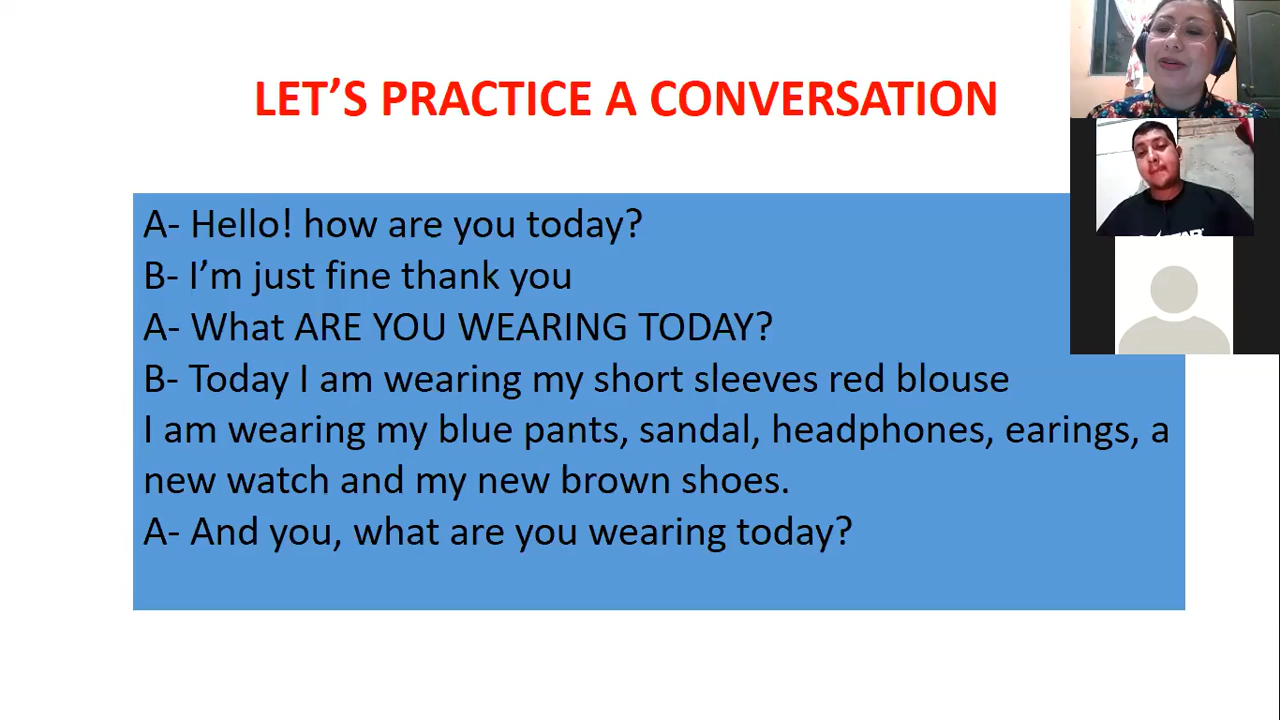 LET’S PRACTICE A CONVERSATION
A- Hello! how are you today?
B- I’m just fine thank you
A- What ARE YOU WEARING TODAY?
B- Today I am wearing my short sleeves red blouse
I am wearing my blue pants, sandal, headphones, earings, a
new watch and my new brown shoes.
A- And you, what are you wearing today?